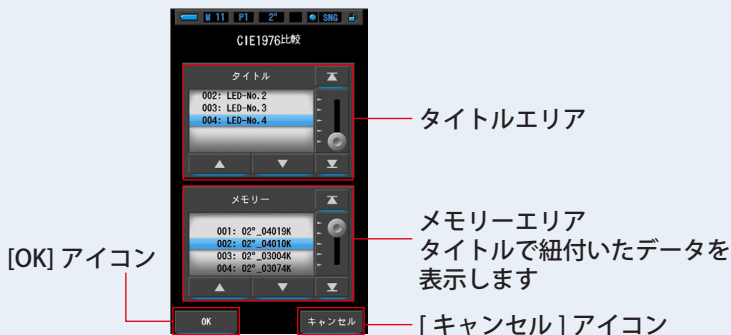 M 11 P1 2° SNG
CIE1976比較
タイトル
002: LED-No.2
003: LED-No.3
004: LED-No.4
タイトルエリア
メモリー
001: 02°_04019K
002: 02°_04010K
003: 02°_03004K
004: 02°_03074K
メモリーエリア
タイトルで紐付いたデータを
表示します
[OK] アイコン
OK
キャンセル
[ キャンセル ] アイコン